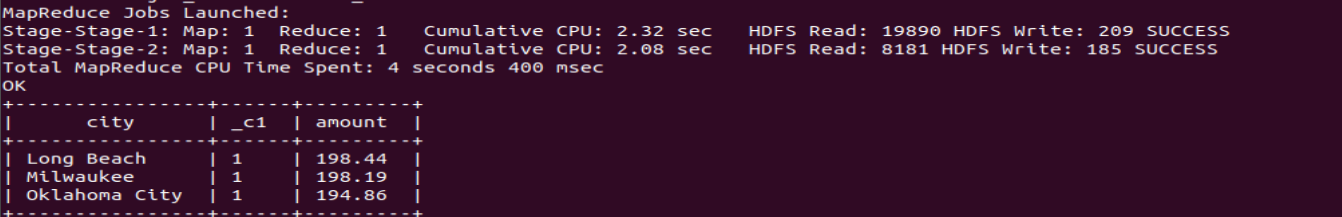 MapReduce Jobs Launched:
Stage-Stage-1: Map: 1  Reduce: 1   Cumulative CPU: 2.32 sec   HDFS Read: 19890 HDFS Write: 209 SUCCESS
Stage-Stage-2: Map: 1  Reduce: 1   Cumulative CPU: 2.08 sec   HDFS Read: 8181 HDFS Write: 185 SUCCESS
Total MapReduce CPU Time Spent: 4 seconds 400 msec
OK
+----------------+------+---------+
|      city      | _c1  | amount  |
+----------------+------+---------+
| Long Beach     | 1    | 198.44  |
| Milwaukee      | 1    | 198.19  |
| Oklahoma City  | 1    | 194.86  |
+----------------+------+---------+